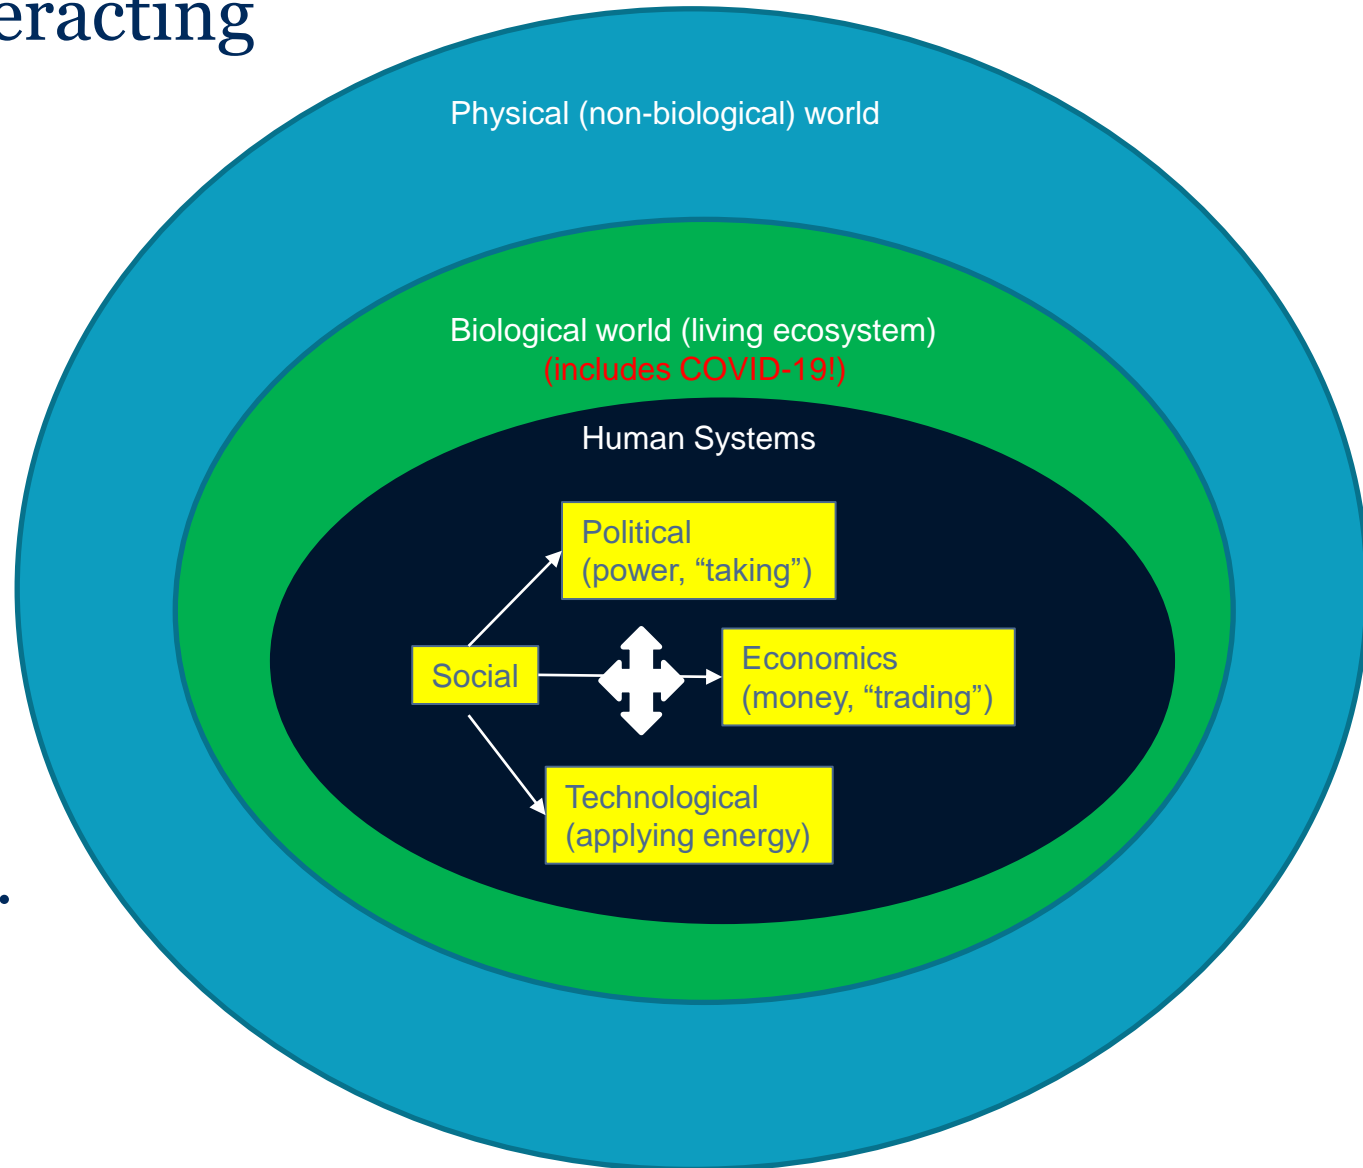 eracting
Physical (non-biological) world
Biological world (living ecosystem)
(includes COVID-19!)
Human Systems
Political
(power, “taking”)
Social
Economics
(money, “trading”)
Technological
(applying energy)
.